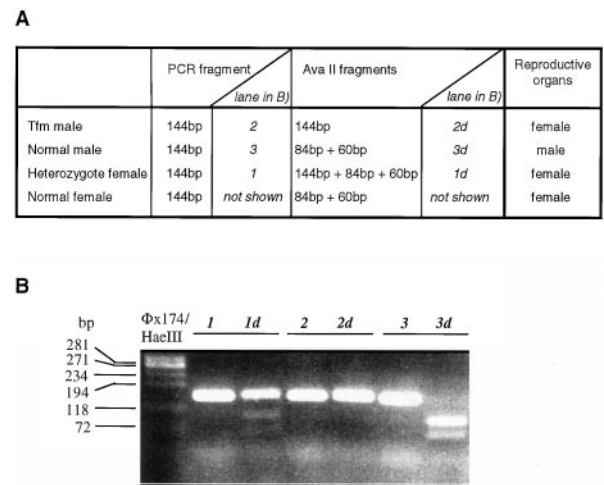 A
PCR fragment lane in B) Ava II fragments lane in B) Reproductive organs
Tfm male 144bp 2 144bp 2d female
Normal male 144bp 3 84bp + 60bp 3d male
Heterozygote female 144bp 1 144bp + 84bp + 60bp 1d female
Normal female 144bp not shown 84bp + 60bp not shown female
B
bp Φx174/ HaeIII 1 1d 2 2d 3 3d
281
271
234
194
118
72